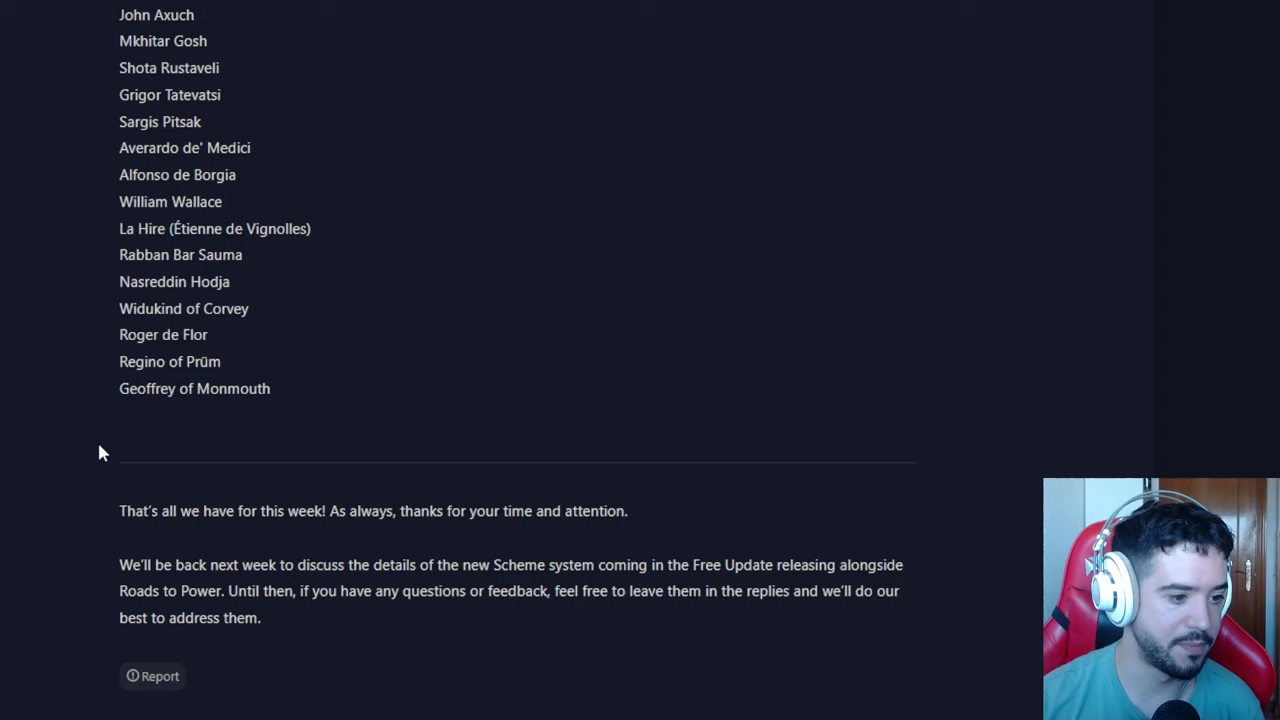 John Axuch
Mkhitar Gosh
Shota Rustaveli
Grigor Tatevatsi
Sargis Pitsak
Averardo de' Medici
Alfonso de Borgia
William Wallace
La Hire (Étienne de Vignolles)
Rabban Bar Sauma
Nasreddin Hodja
Widukind of Corvey
Roger de Flor
Regino of Prüm
Geoffrey of Monmouth
That's all we have for this week! As always, thanks for your time and attention.
We'll be back next week to discuss the details of the new Scheme system coming in the Free Update releasing alongside
Roads to Power. Until then, if you have any questions or feedback, feel free to leave them in the replies and we'll do our
best to address them.
Report